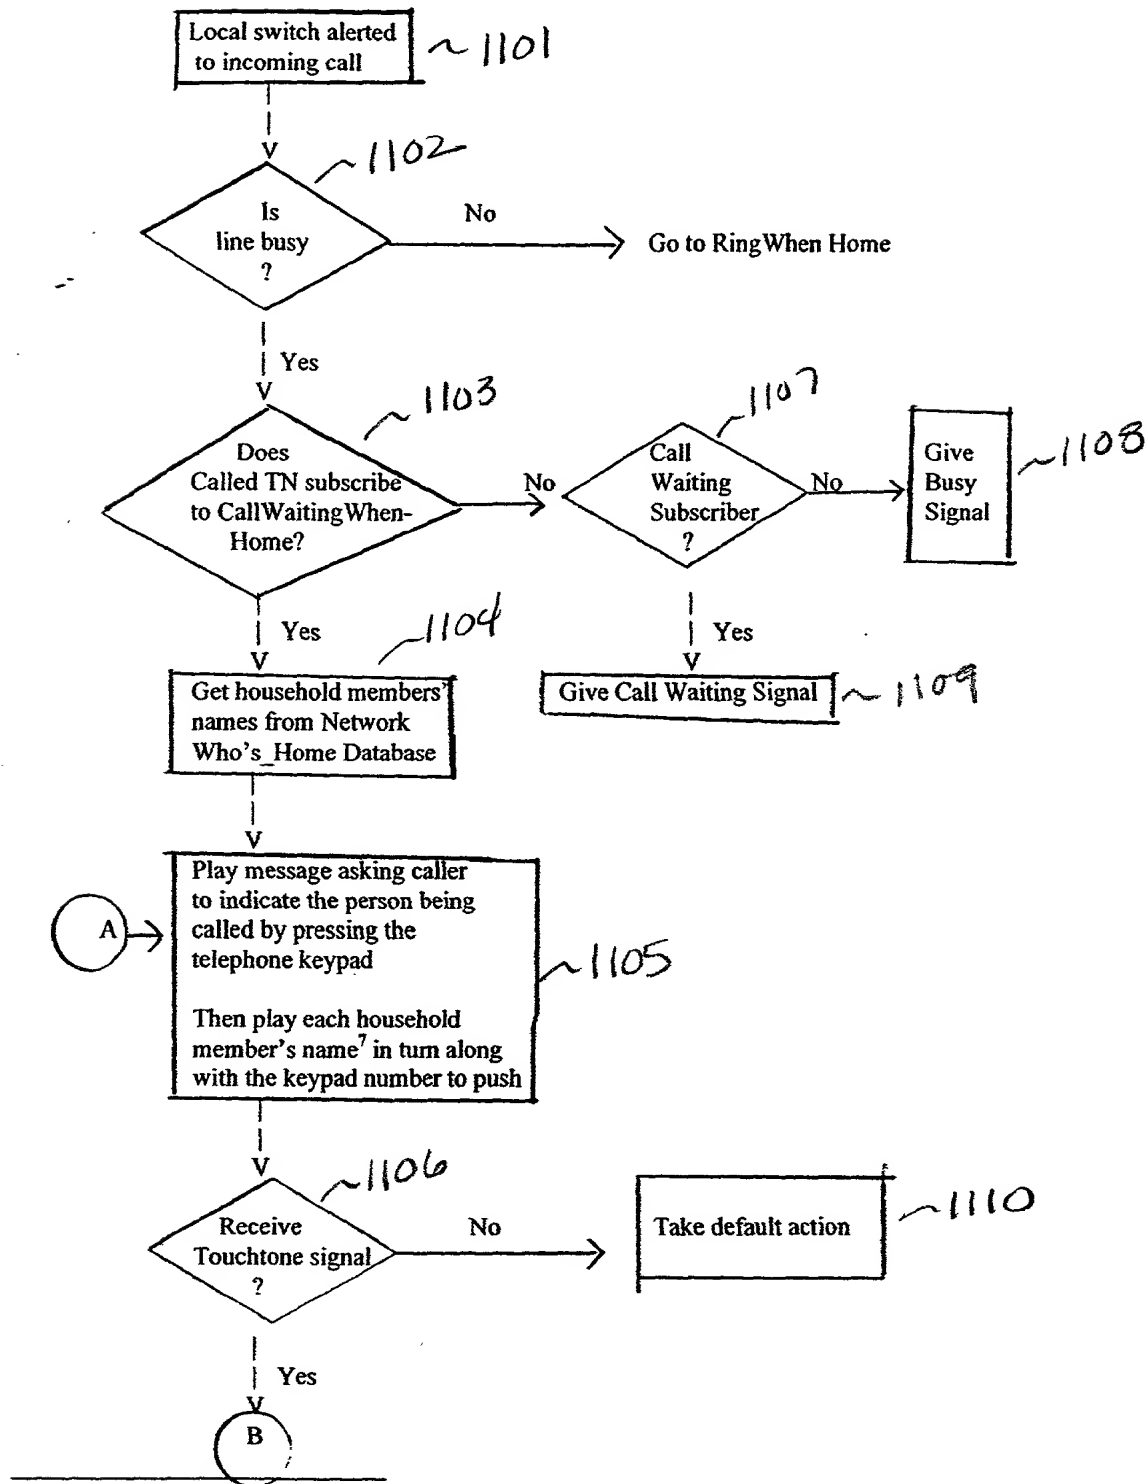 Local switch alerted
to incoming call
~1101
1102
Is
line busy
?
No
Go to RingWhen Home
Yes
1103
Does
Called TN subscribe
to CallWaitingWhen-
Home?
No
1107
Call
Waiting
Subscriber
?
No
Give
Busy
Signal
1108
Yes
1104
Yes
Get household members'
names from Network
Who's_Home Database
Give Call Waiting Signal
1109
A
Play message asking caller
to indicate the person being
called by pressing the
telephone keypad
Then play each household
member's name7 in turn along
with the keypad number to push
1105
1106
Receive
Touchtone signal
?
No
Take default action
1110
Yes
B